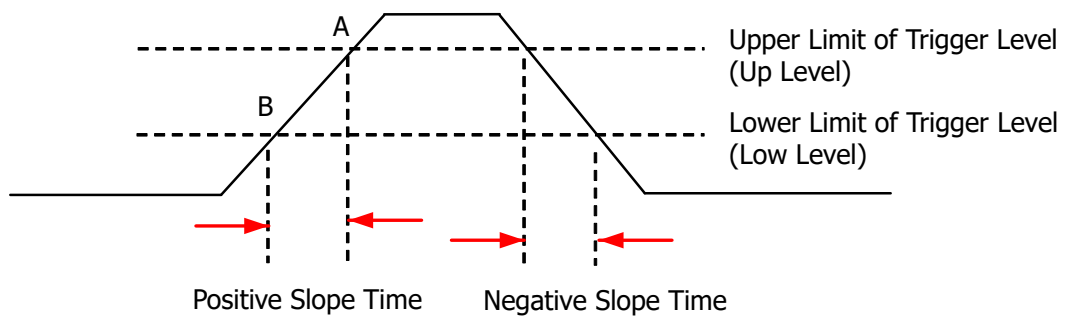 A
Upper Limit of Trigger Level
(Up Level)
B
Lower Limit of Trigger Level
(Low Level)
Positive Slope Time
Negative Slope Time